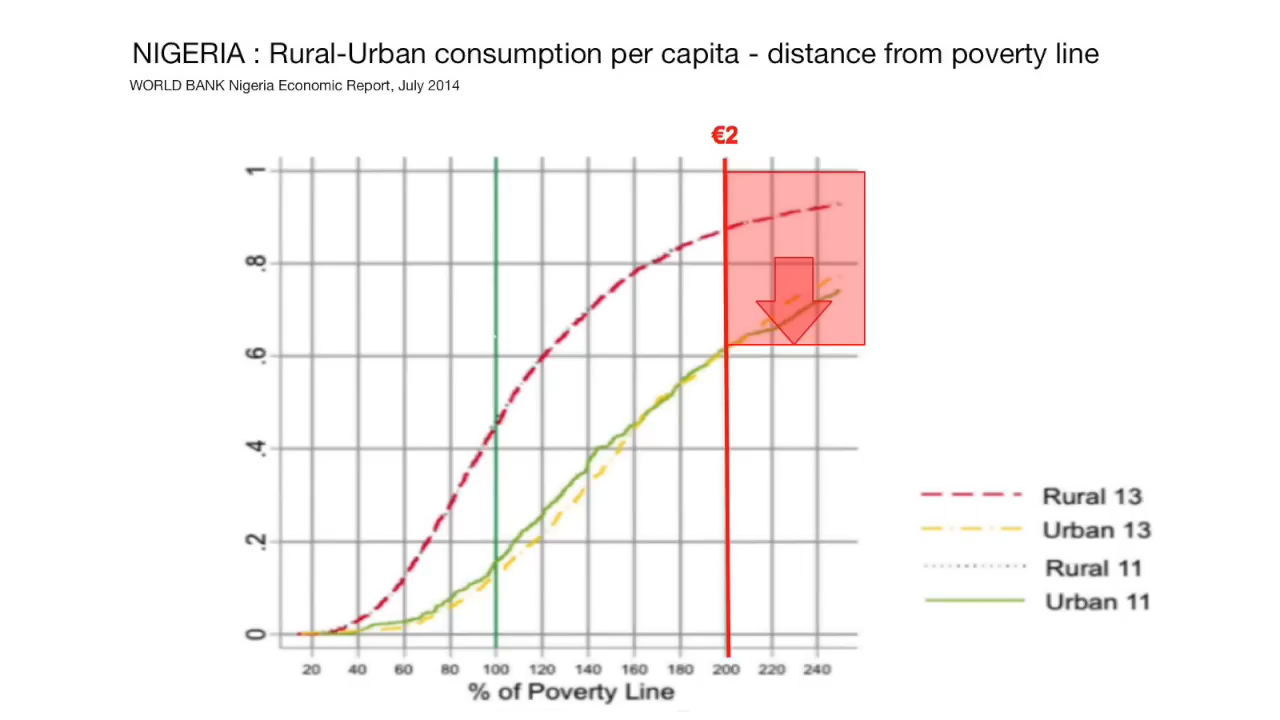 NIGERIA : Rural-Urban consumption per capita - distance from poverty line
WORLD BANK Nigeria Economic Report, July 2014
€2
1
.8
.6
.4
.2
0
20 40 60 80 100 120 140 160 180 200 220 240
% of Poverty Line
Rural 13
Urban 13
Rural 11
Urban 11